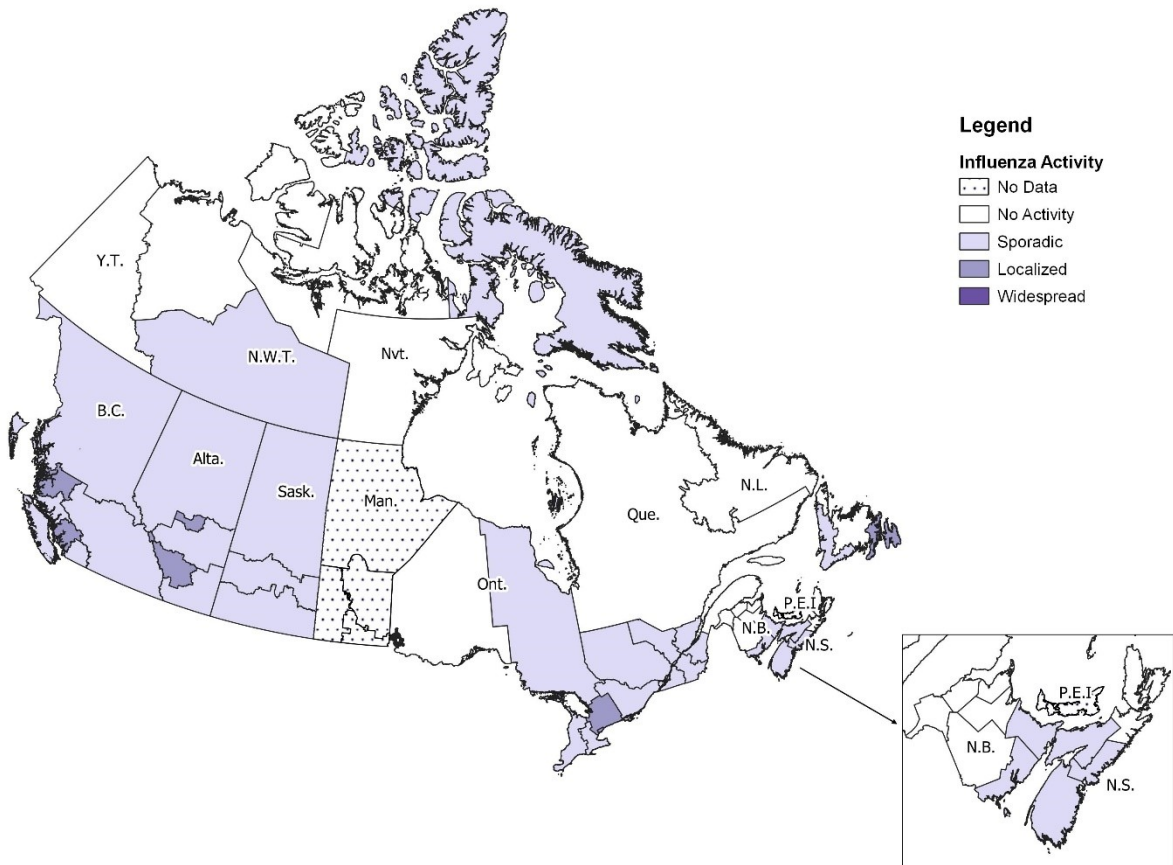 Legend
Influenza Activity
No Data
No Activity
Sporadic
Localized
Widespread
Y.T.
N.W.T.
Nvt.
B.C.
Alta.
Sask.
Man.
Ont.
Que.
N.L.
P.E.I
N.B.
N.S.
P.E.I
N.B.
N.S.